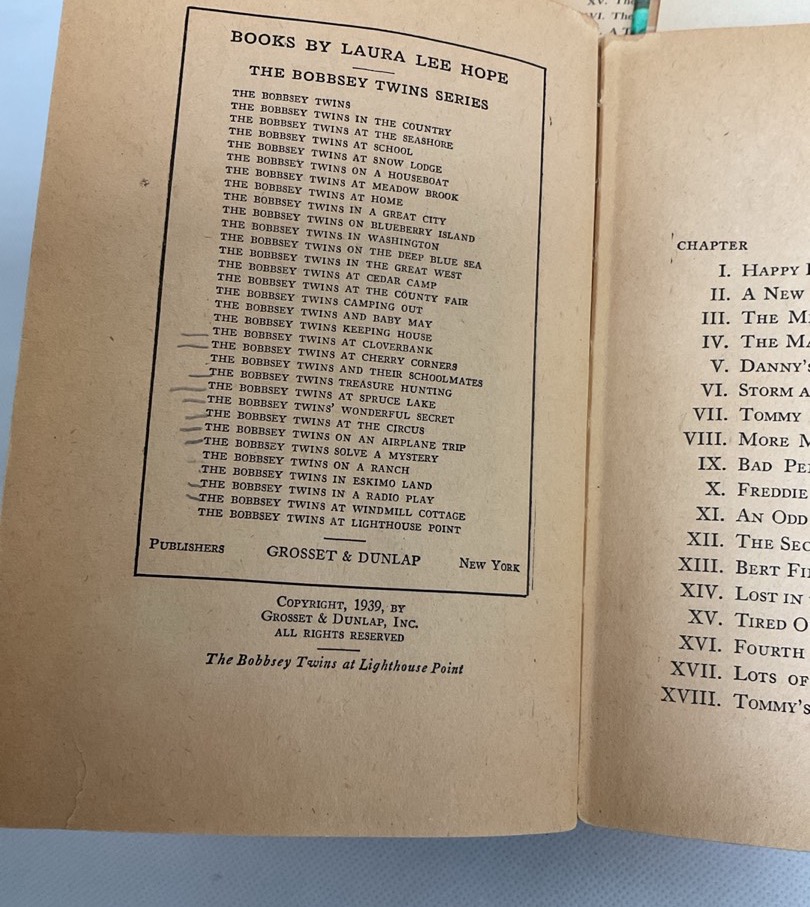 BOOKS BY LAURA LEE HOPE
THE BOBBSEY TWINS SERIES
THE BOBBSEY TWINS
THE BOBBSEY TWINS IN THE COUNTRY
THE BOBBSEY TWINS AT THE SEASHORE
THE BOBBSEY TWINS AT SCHOOL
THE BOBBSEY TWINS AT SNOW LODGE
THE BOBBSEY TWINS ON A HOUSEBOAT
THE BOBBSEY TWINS AT MEADOW BROOK
THE BOBBSEY TWINS AT HOME
THE BOBBSEY TWINS IN A GREAT CITY
THE BOBBSEY TWINS ON BLUEBERRY ISLAND
THE BOBBSEY TWINS IN WASHINGTON
THE BOBBSEY TWINS ON THE DEEP BLUE SEA
THE BOBBSEY TWINS IN THE GREAT WEST
THE BOBBSEY TWINS AT CEDAR CAMP
THE BOBBSEY TWINS AT THE COUNTY FAIR
THE BOBBSEY TWINS CAMPING OUT
THE BOBBSEY TWINS AND BABY MAY
THE BOBBSEY TWINS KEEPING HOUSE
THE BOBBSEY TWINS AT CLOVERBANK
THE BOBBSEY TWINS AT CHERRY CORNERS
THE BOBBSEY TWINS AND THEIR SCHOOLMATES
THE BOBBSEY TWINS TREASURE HUNTING
THE BOBBSEY TWINS AT SPRUCE LAKE
THE BOBBSEY TWINS' WONDERFUL SECRET
THE BOBBSEY TWINS AT THE CIRCUS
THE BOBBSEY TWINS ON AN AIRPLANE TRIP
THE BOBBSEY TWINS SOLVE A MYSTERY
THE BOBBSEY TWINS ON A RANCH
THE BOBBSEY TWINS IN ESKIMO LAND
THE BOBBSEY TWINS IN A RADIO PLAY
THE BOBBSEY TWINS AT WINDMILL COTTAGE
THE BOBBSEY TWINS AT LIGHTHOUSE POINT
PUBLISHERS GROSSET & DUNLAP NEW YORK
COPYRIGHT, 1939, BY
GROSSET & DUNLAP, INC.
ALL RIGHTS RESERVED
The Bobbsey Twins at Lighthouse Point
CHAPTER
I. HAPPY
II. A NEW
III. THE
IV. THE
V. DANNY'S
VI. STORM A
VII. TOMMY
VIII. MORE
IX. BAD
X. FREDDIE
XI. AN ODD
XII. THE
XIII. BERT
XIV. LOST IN
XV. TIRED
XVI. FOURTH
XVII. LOTS OF
XVIII. TOMMY'S